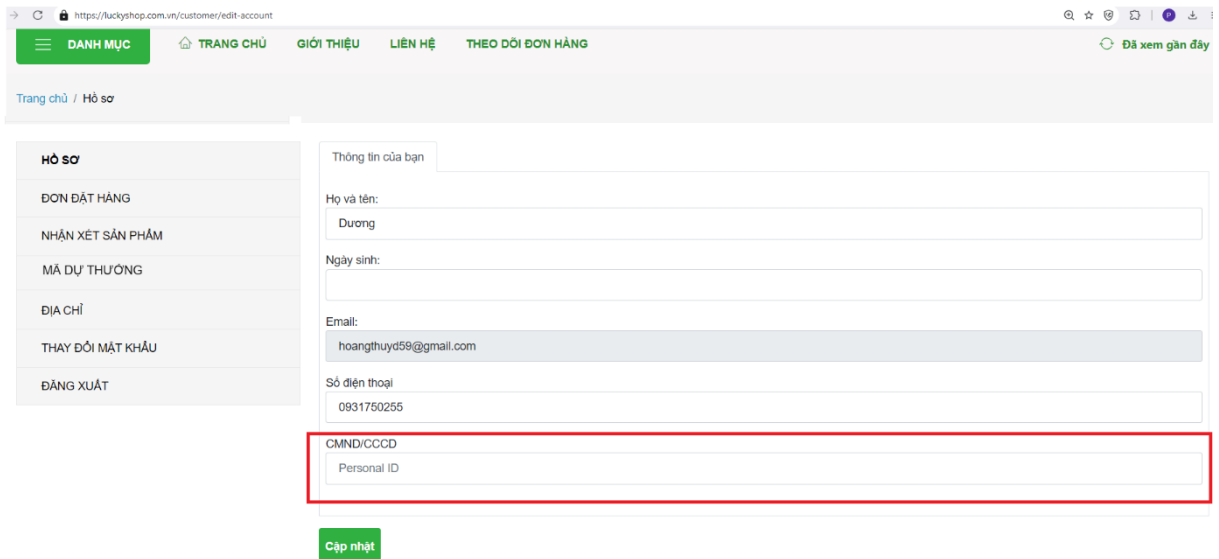 https://luckyshop.com.vn/customer/edit-account
P
DANH MỤC TRANG CHỦ GIỚI THIỆU LIÊN HỆ THEO DÕI ĐƠN HÀNG Đã xem gần đây
Trang chủ / Hồ sơ
HỒ SƠ
ĐƠN ĐẶT HÀNG
NHẬN XÉT SẢN PHẨM
MÃ DỰ THƯỞNG
ĐỊA CHỈ
THAY ĐỔI MẬT KHẨU
ĐĂNG XUẤT
Thông tin của bạn
Họ và tên:
Dương
Ngày sinh:
Email:
hoangthuyd59@gmail.com
Số điện thoại
0931750255
CMND/CCCD
Personal ID
Cập nhật